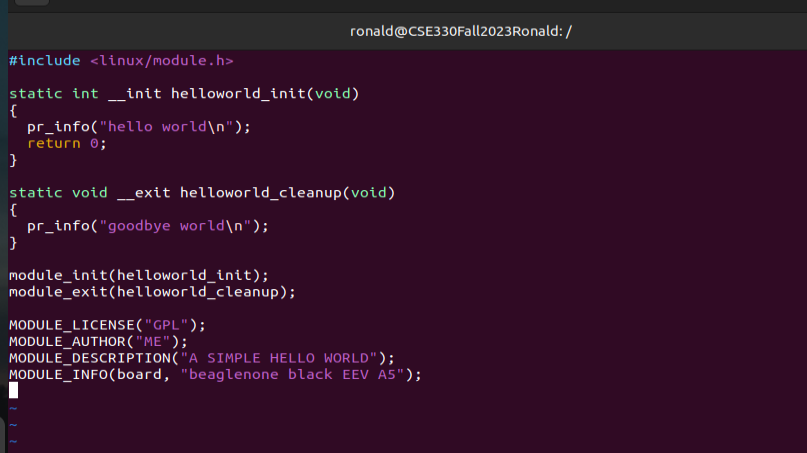 ronald@CSE330Fall2023Ronald: /
#include <linux/module.h>
static int __init helloworld_init(void)
{
  pr_info("hello world\n");
  return 0;
}
static void __exit helloworld_cleanup(void)
{
  pr_info("goodbye world\n");
}
module_init(helloworld_init);
module_exit(helloworld_cleanup);
MODULE_LICENSE("GPL");
MODULE_AUTHOR("ME");
MODULE_DESCRIPTION("A SIMPLE HELLO WORLD");
MODULE_INFO(board, "beaglenone black EEV A5");
~
~
~